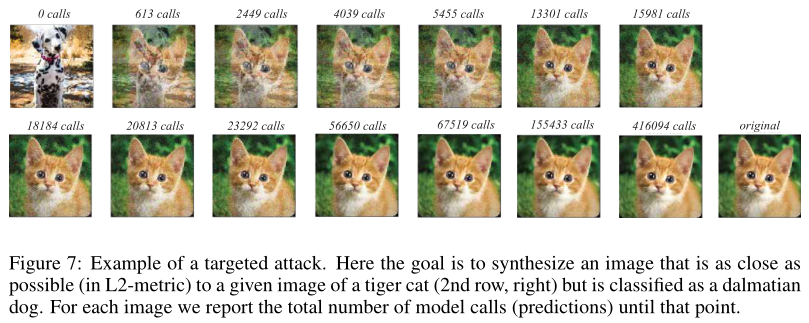 0 calls 613 calls 2449 calls 4039 calls 5455 calls 13301 calls 15981 calls
18184 calls 20813 calls 23292 calls 56650 calls 67519 calls 155433 calls 416094 calls original
Figure 7: Example of a targeted attack. Here the goal is to synthesize an image that is as close as
possible (in L2-metric) to a given image of a tiger cat (2nd row, right) but is classified as a dalmatian
dog. For each image we report the total number of model calls (predictions) until that point.